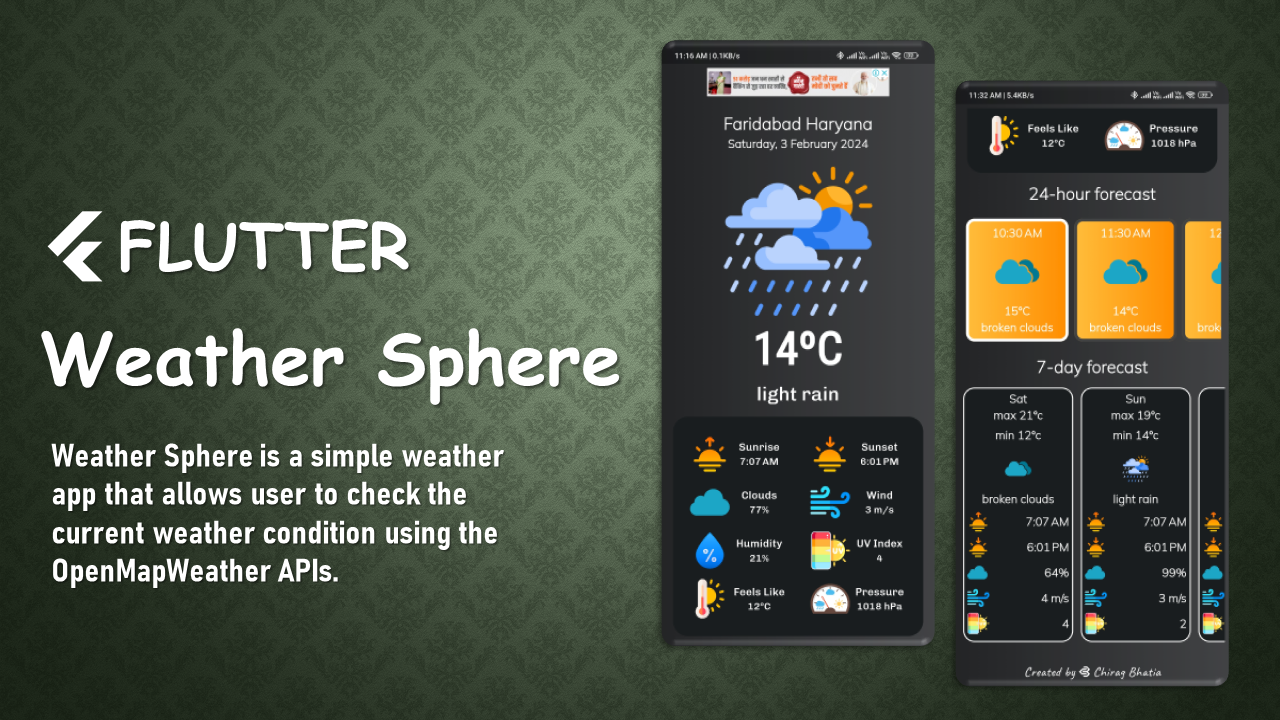 FLUTTER
Weather Sphere
Weather Sphere is a simple weather
app that allows user to check the
current weather condition using the
OpenMapWeather APIs.
11:16 AM | 0.1KB/s
Faridabad Haryana
Saturday, 3 February 2024
14°C
light rain
Sunrise
7:07 AM
Sunset
6:01 PM
Clouds
77%
Wind
3 m/s
Humidity
21%
UV Index
4
Feels Like
12°C
Pressure
1018 hPa
11:32 AM | 5.4KB/s
Feels Like
12°C
Pressure
1018 hPa
24-hour forecast
10:30 AM
15°C
broken clouds
11:30 AM
14°C
broken clouds
12
brok
7-day forecast
Sat
max 21°c
min 12°c
broken clouds
7:07 AM
6:01 PM
64%
4 m/s
4
Sun
max 19°c
min 14°c
light rain
7:07 AM
6:01 PM
99%
3 m/s
2
Created by Chirag Bhatia